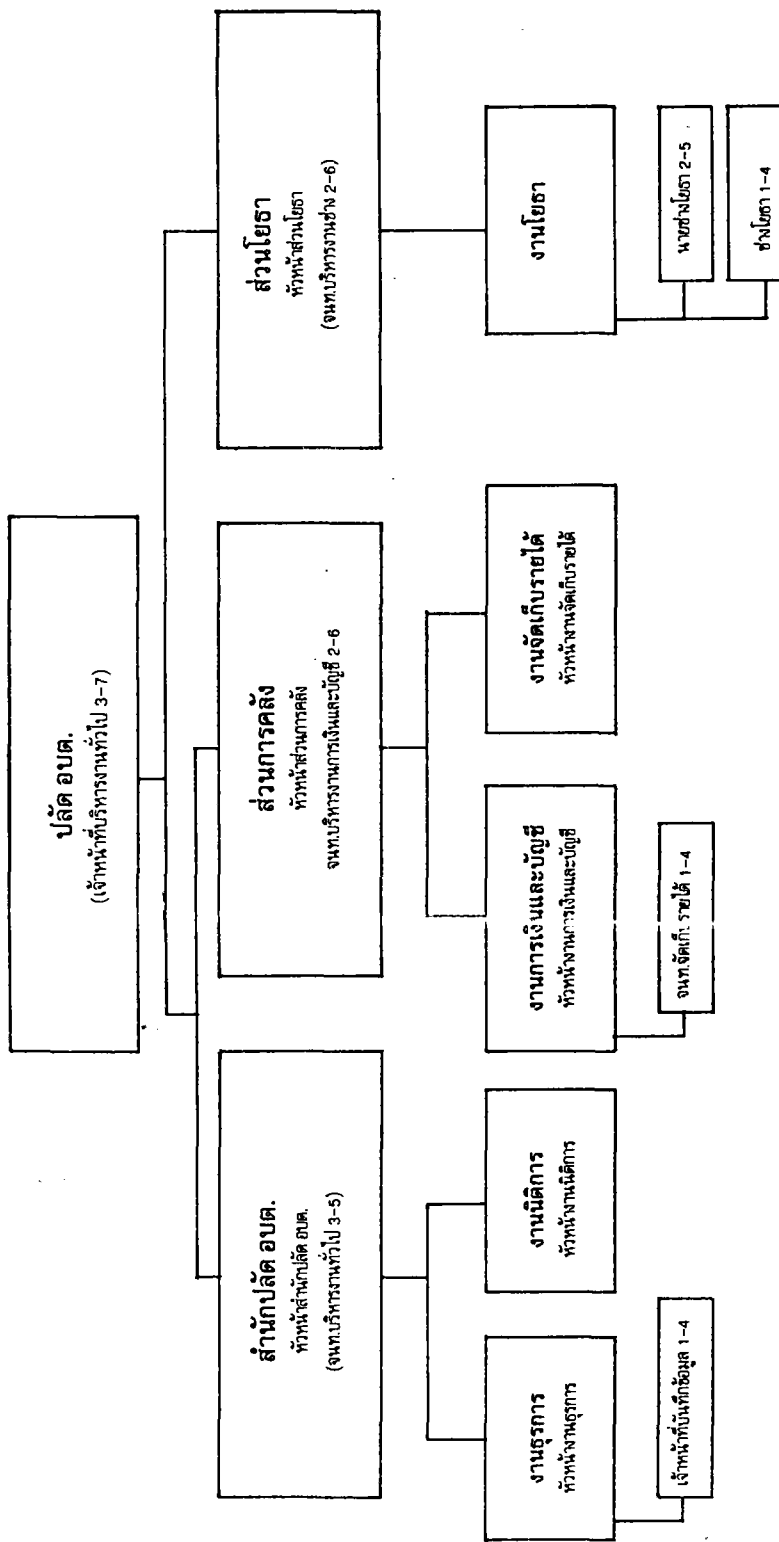 ปลัด อบต.
(เจ้าหน้าที่บริหารงานทั่วไป 3-7)
สำนักปลัด อบต.
หัวหน้าสำนักปลัด อบต.
(จนท.บริหารงานทั่วไป 3-5)
ส่วนการคลัง
หัวหน้าส่วนการคลัง
จนท.บริหารงานการเงินและบัญชี 2-6
ส่วนโยธา
หัวหน้าส่วนโยธา
(จนท.บริหารงานช่าง 2-6)
งานธุรการ
หัวหน้างานธุรการ
งานนิติการ
หัวหน้างานนิติการ
งานการเงินและบัญชี
หัวหน้างานการเงินและบัญชี
งานจัดเก็บรายได้
หัวหน้างานจัดเก็บรายได้
งานโยธา
เจ้าหน้าที่บันทึกข้อมูล 1-4
จนท.จัดเก็บ รายได้ 1-4
นายช่างโยธา 2-5
ช่างโยธา 1-4